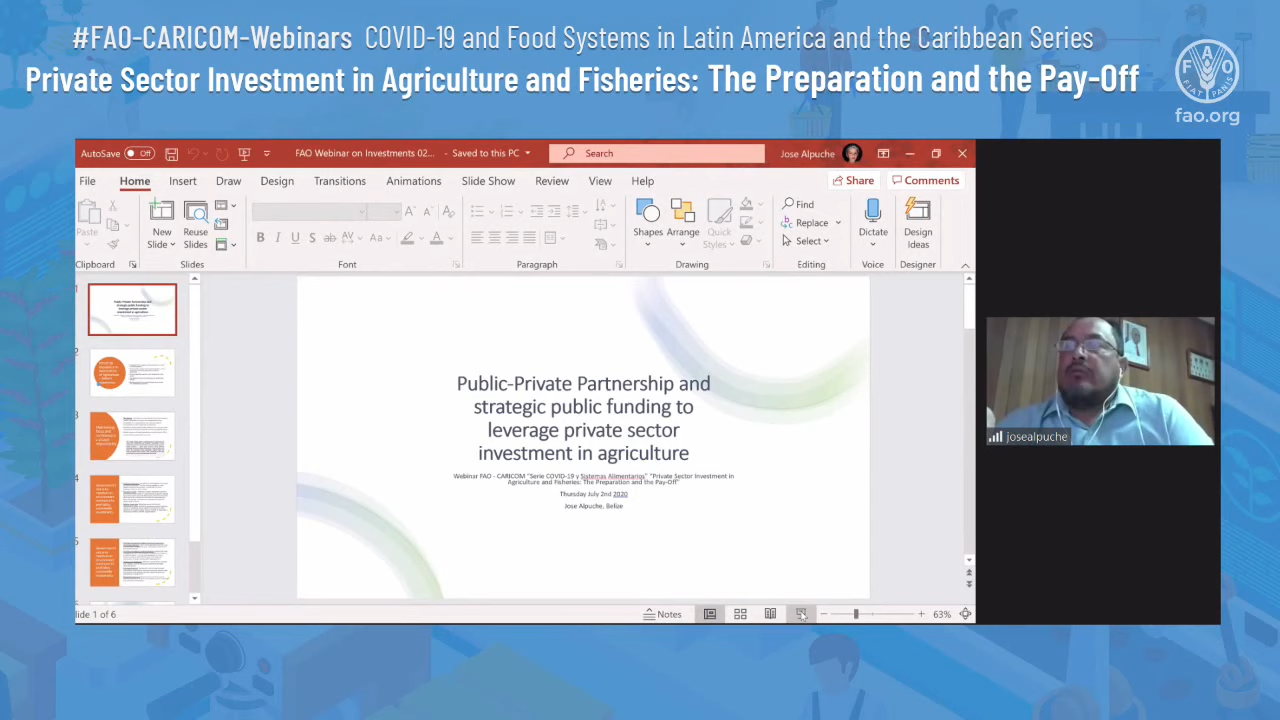 #FAO-CARICOM-Webinars COVID-19 and Food Systems in Latin America and the Caribbean Series
Private Sector Investment in Agriculture and Fisheries: The Preparation and the Pay-Off
FAO
FIAT PANIS
fao.org
AutoSave Off
FAO Webinar on Investments 02... - Saved to this PC
Search
Jose Alpuche
File Home Insert Draw Design Transitions Animations Slide Show Review View Help
Share Comments
Paste
New Slide
Reuse Slides
Shapes Arrange Quick Styles
Find
Replace
Select
Dictate
Design Ideas
Clipboard Slides Font Paragraph Drawing Editing Voice Designer
Public-Private Partnership and
strategic public funding to
leverage private sector
investment in agriculture
Webinar FAO - CARICOM "Serie COVID-19 y Sistemas Alimentarios" "Private Sector Investment in
Agriculture and Fisheries: The Preparation and the Pay-Off"
Thursday July 2nd 2020
Jose Alpuche, Belize
josealpuche
lide 1 of 6
Notes
63%